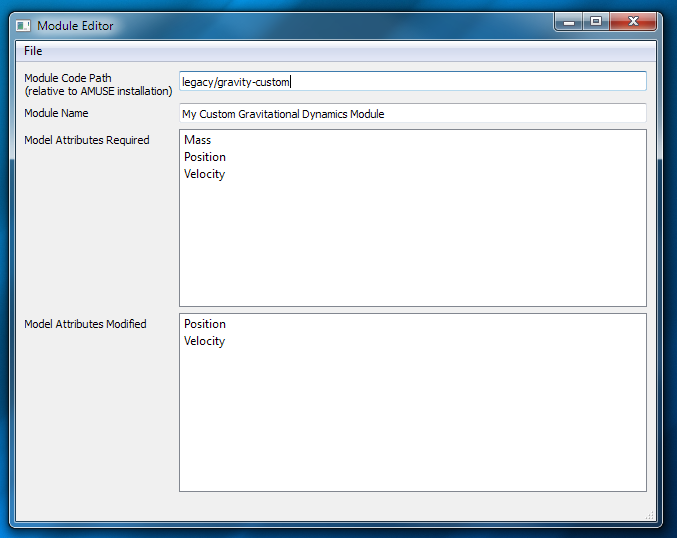 Module Editor
File
Module Code Path
(relative to AMUSE installation)
legacy/gravity-custom
Module Name
My Custom Gravitational Dynamics Module
Model Attributes Required
Mass
Position
Velocity
Model Attributes Modified
Position
Velocity